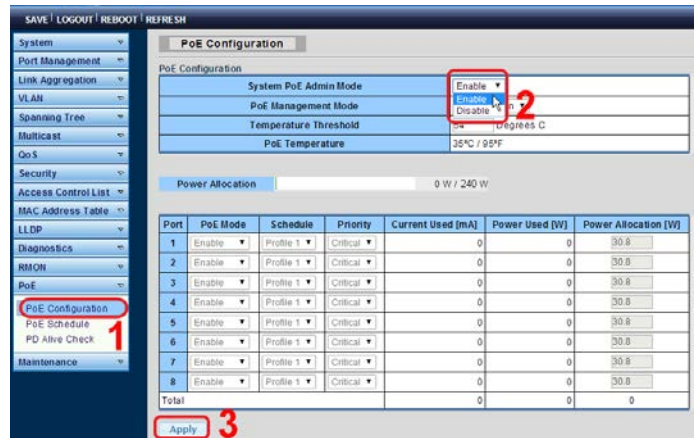 SAVE LOGOUT REBOOT REFRESH
System
Port Management
Link Aggregation
VLAN
Spanning Tree
Multicast
QoS
Security
Access Control List
MAC Address Table
LLDP
Diagnostics
RMON
PoE
PoE Configuration
PoE Schedule
PD Alive Check
1
Maintenance
PoE Configuration
PoE Configuration
System PoE Admin Mode Enable
Enable
Disable
2
PoE Management Mode
Temperature Threshold Degrees C
PoE Temperature 35°C / 95°F
Power Allocation 0 W / 240 W
Port PoE Mode Schedule Priority Current Used [mA] Power Used [W] Power Allocation [W]
1 Enable Profile 1 Critical 0 0 30.8
2 Enable Profile 1 Critical 0 0 30.8
3 Enable Profile 1 Critical 0 0 30.8
4 Enable Profile 1 Critical 0 0 30.8
5 Enable Profile 1 Critical 0 0 30.8
6 Enable Profile 1 Critical 0 0 30.8
7 Enable Profile 1 Critical 0 0 30.8
8 Enable Profile 1 Critical 0 0 30.8
Total 0 0 0
Apply 3